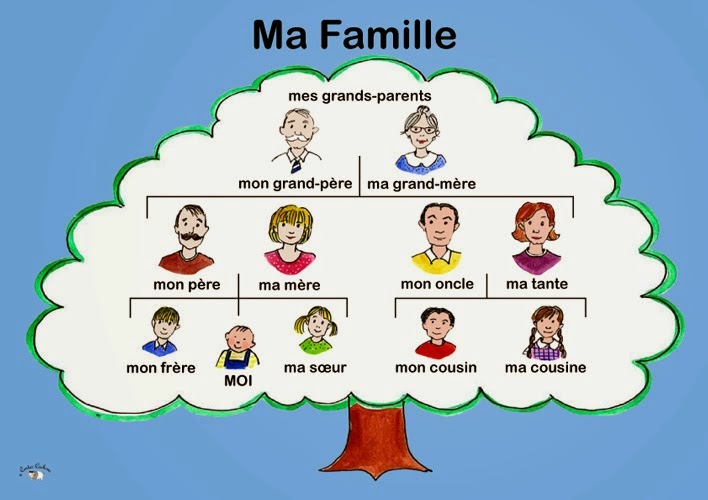 Ma Famille
mes grands-parents
mon grand-père
ma grand-mère
mon père
ma mère
mon oncle
ma tante
mon frère
MOI
ma sœur
mon cousin
ma cousine